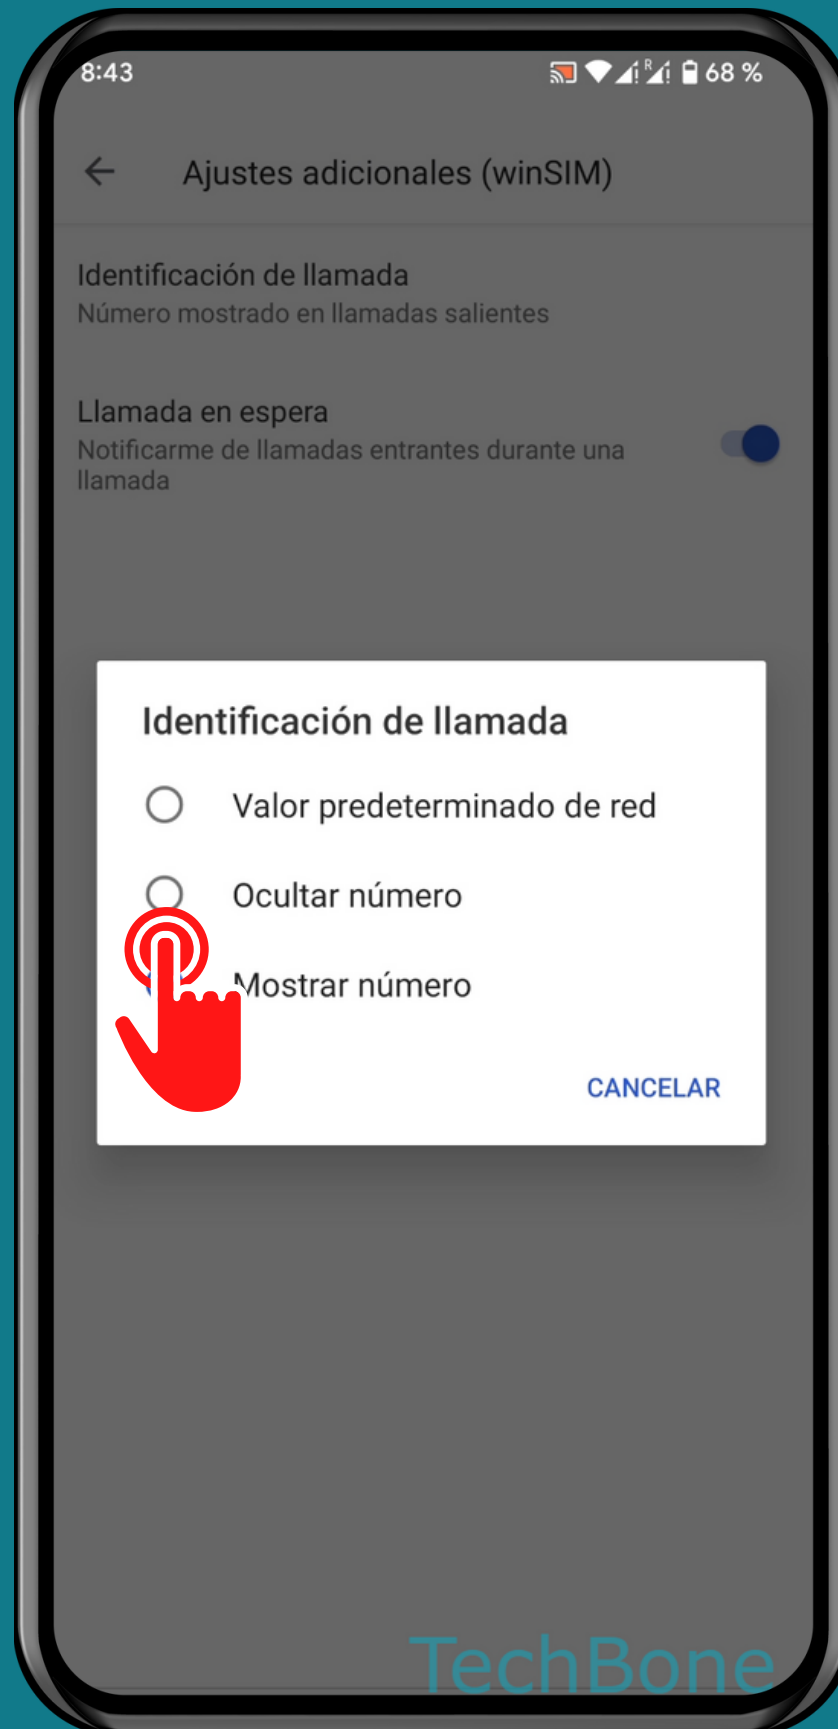 8:43
R
68 %
Ajustes adicionales (winSIM)
Identificación de llamada
Número mostrado en llamadas salientes
Llamada en espera
Notificarme de llamadas entrantes durante una
llamada
Identificación de llamada
Valor predeterminado de red
Ocultar número
Mostrar número
CANCELAR
TechBone